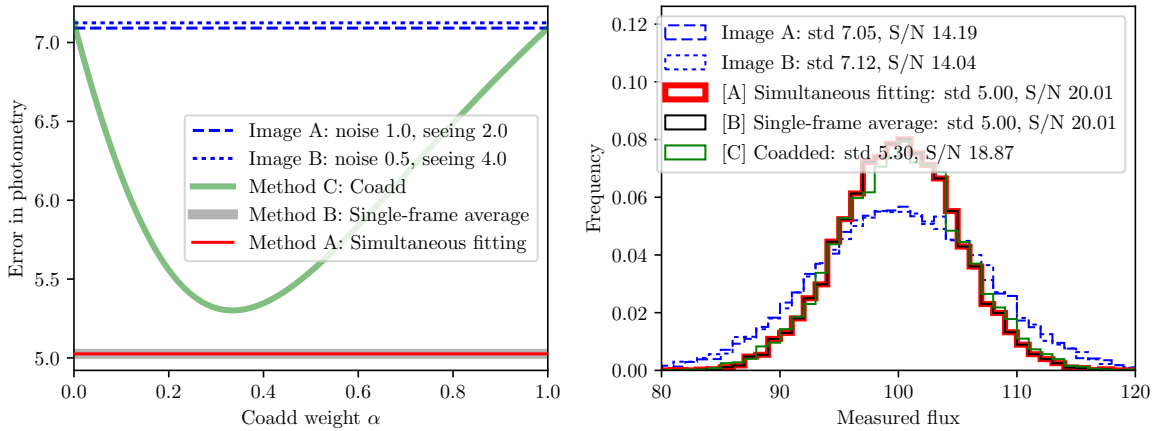 7.0
6.5
6.0
5.5
5.0
Error in photometry
Image A: noise 1.0, seeing 2.0
Image B: noise 0.5, seeing 4.0
Method C: Coadd
Method B: Single-frame average
Method A: Simultaneous fitting
0.0 0.2 0.4 0.6 0.8 1.0
Coadd weight α
0.12
0.10
0.08
0.06
0.04
0.02
0.00
Frequency
Image A: std 7.05, S/N 14.19
Image B: std 7.12, S/N 14.04
[A] Simultaneous fitting: std 5.00, S/N 20.01
[B] Single-frame average: std 5.00, S/N 20.01
[C] Coadded: std 5.30, S/N 18.87
80 90 100 110 120
Measured flux